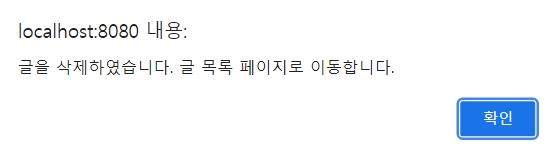 localhost:8080 내용:
글을 삭제하였습니다. 글 목록 페이지로 이동합니다.
확인